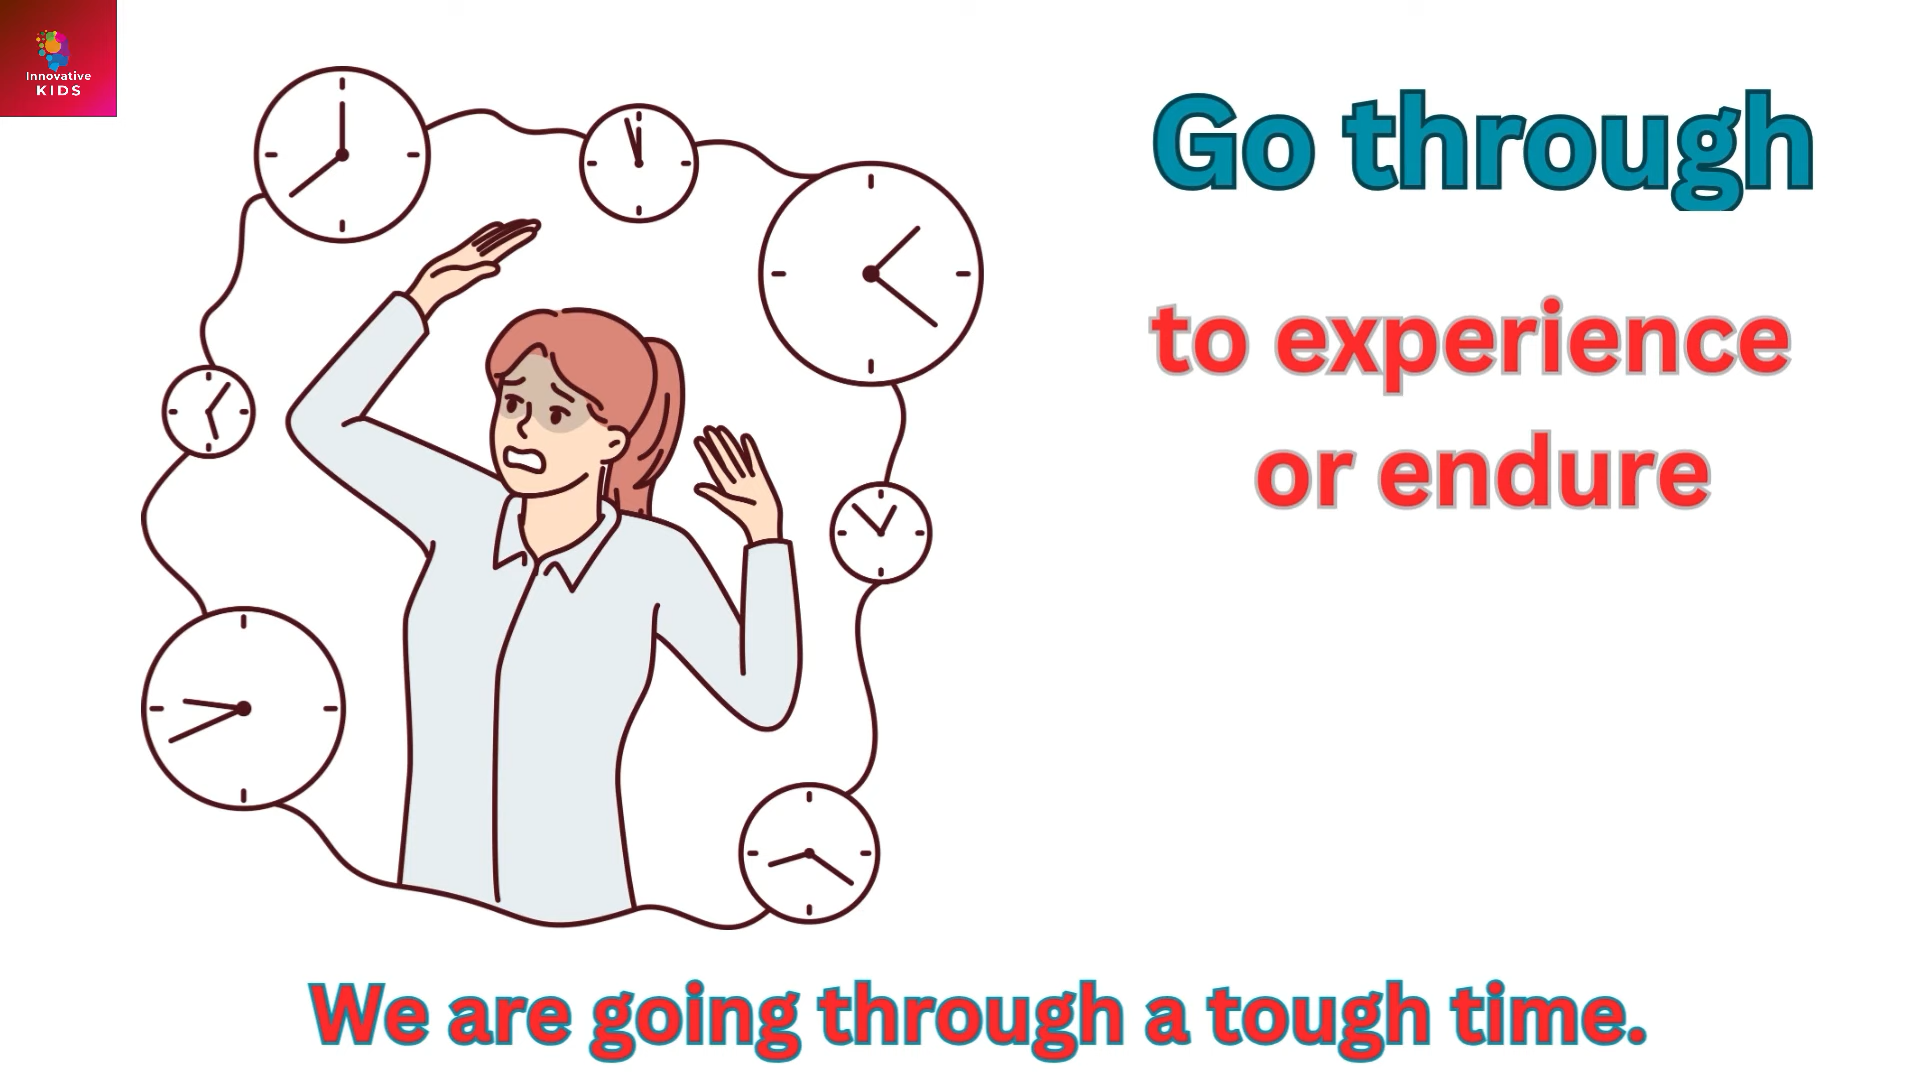 Innovative
KIDS
Go through
to experience
or endure
We are going through a tough time.